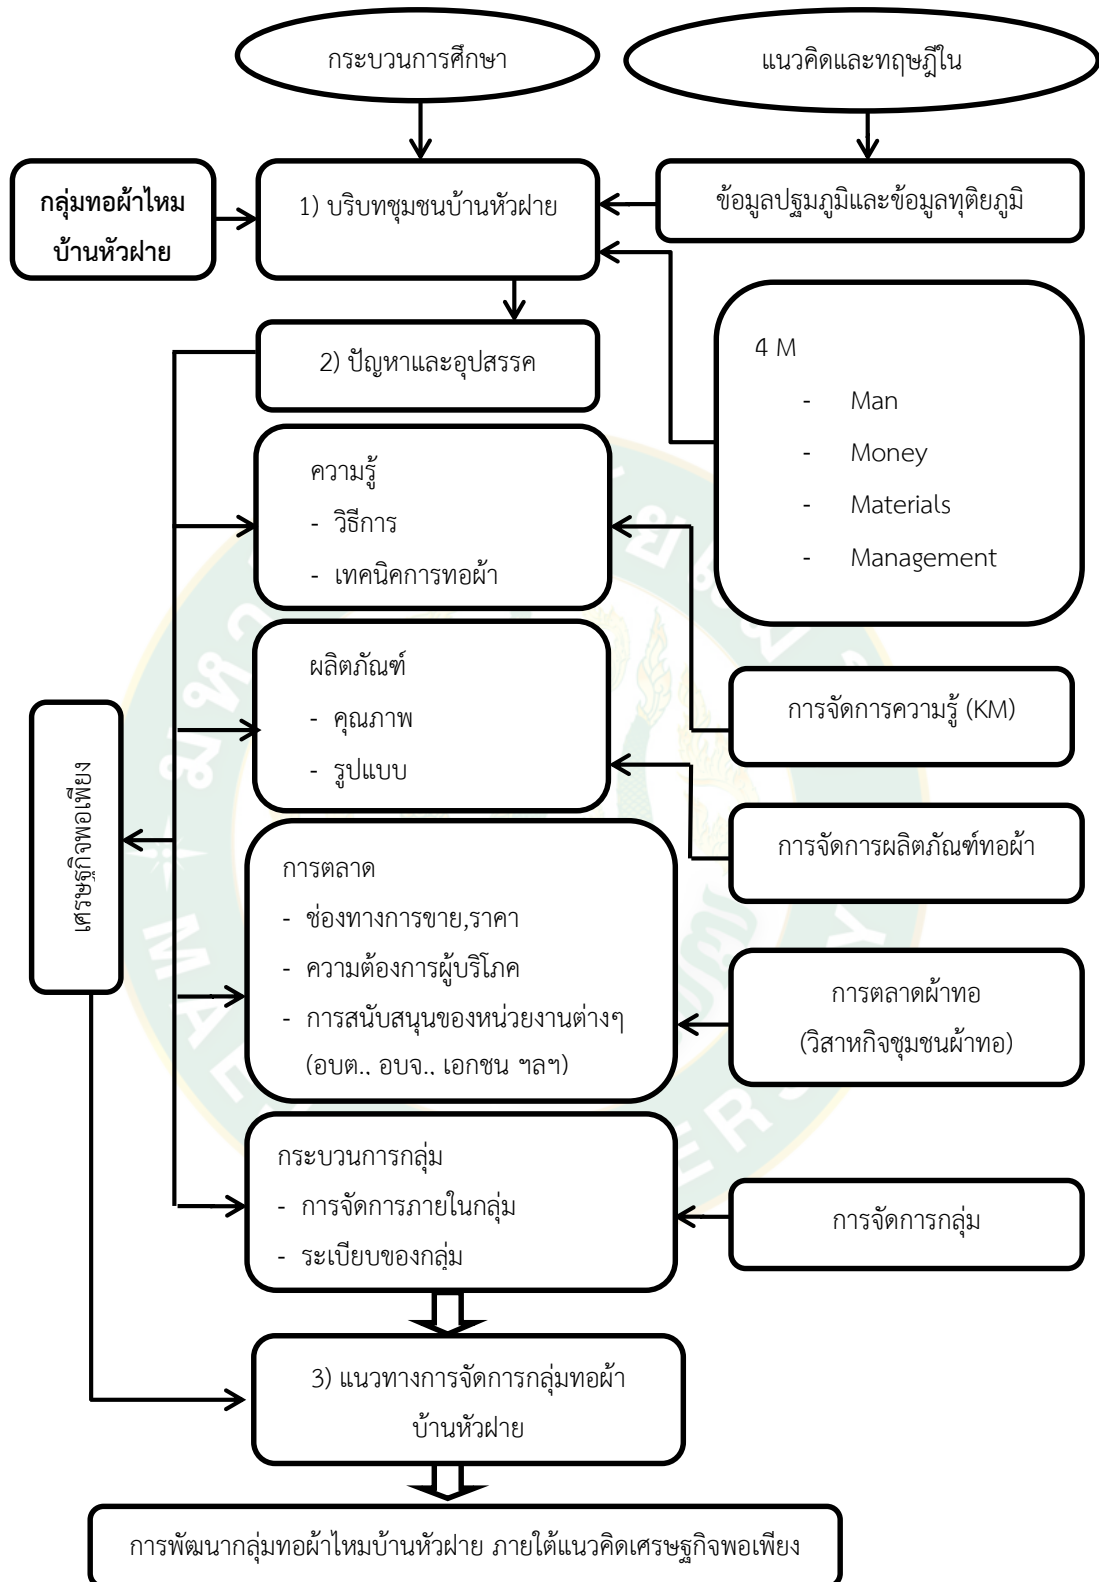 กระบวนการศึกษา
แนวคิดและทฤษฎีใน
กลุ่มทอผ้าไหม
บ้านหัวฝาย
1) บริบทชุมชนบ้านหัวฝาย
ข้อมูลปฐมภูมิและข้อมูลทุติยภูมิ
2) ปัญหาและอุปสรรค
4 M
- Man
- Money
- Materials
- Management
ความรู้
- วิธีการ
- เทคนิคการทอผ้า
ผลิตภัณฑ์
- คุณภาพ
- รูปแบบ
การจัดการความรู้ (KM)
การจัดการผลิตภัณฑ์ทอผ้า
เศรษฐกิจพอเพียง
การตลาด
- ช่องทางการขาย,ราคา
- ความต้องการผู้บริโภค
- การสนับสนุนของหน่วยงานต่างๆ
(อบต., อบจ., เอกชน ฯลฯ)
การตลาดผ้าทอ
(วิสาหกิจชุมชนผ้าทอ)
กระบวนการกลุ่ม
- การจัดการภายในกลุ่ม
- ระเบียบของกลุ่ม
การจัดการกลุ่ม
3) แนวทางการจัดการกลุ่มทอผ้า
บ้านหัวฝาย
การพัฒนากลุ่มทอผ้าไหมบ้านหัวฝาย ภายใต้แนวคิดเศรษฐกิจพอเพียง